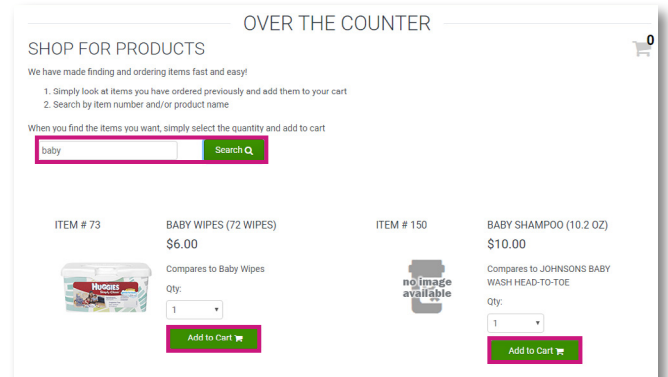 OVER THE COUNTER
0
SHOP FOR PRODUCTS
We have made finding and ordering items fast and easy!
1. Simply look at items you have ordered previously and add them to your cart
2. Search by item number and/or product name
When you find the items you want, simply select the quantity and add to cart
baby
Search
ITEM # 73
BABY WIPES (72 WIPES)
$6.00
HUGGIES
Compares to Baby Wipes
Qty:
1
Add to Cart
ITEM # 150
BABY SHAMPOO (10.2 OZ)
$10.00
no image
available
Compares to JOHNSONS BABY
WASH HEAD-TO-TOE
Qty:
1
Add to Cart